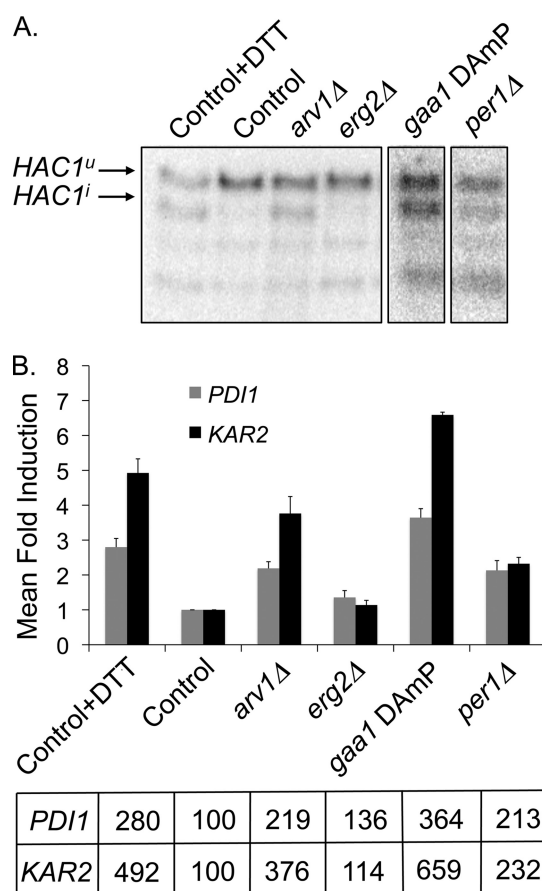 A.
Control+DTT Control arv1Δ erg2Δ gaa1 DAmP per1Δ
HAC1ᵘ
HAC1ⁱ
B.
Mean Fold Induction
8
7
6
5
4
3
2
1
0
PDI1
KAR2
Control+DTT Control arv1Δ erg2Δ gaa1 DAmP per1Δ
PDI1 280 100 219 136 364 213
KAR2 492 100 376 114 659 232